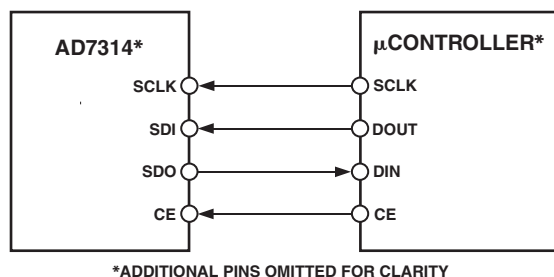 AD7314*
μCONTROLLER*
SCLK
SCLK
SDI
DOUT
SDO
DIN
CE
CE
*ADDITIONAL PINS OMITTED FOR CLARITY